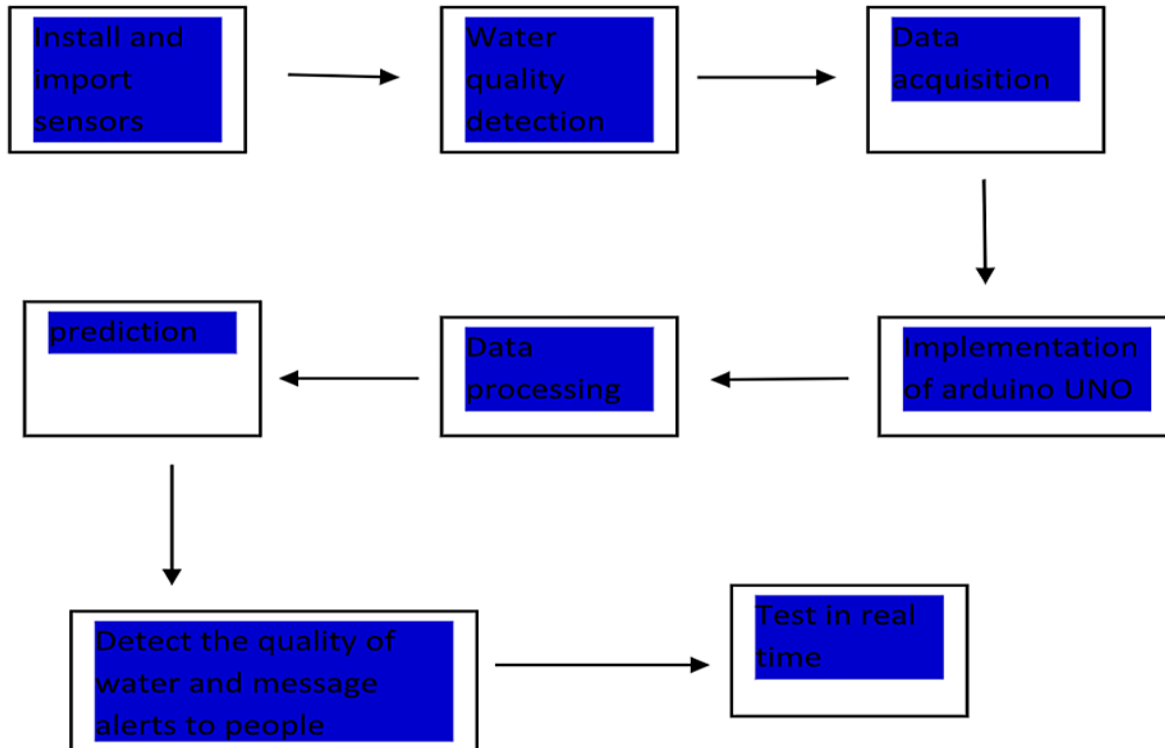 Install and
import
sensors
Water
quality
detection
Data
acquisition
Implementation
of arduino UNO
Data
processing
prediction
Detect the quality of
water and message
alerts to people
Test in real
time